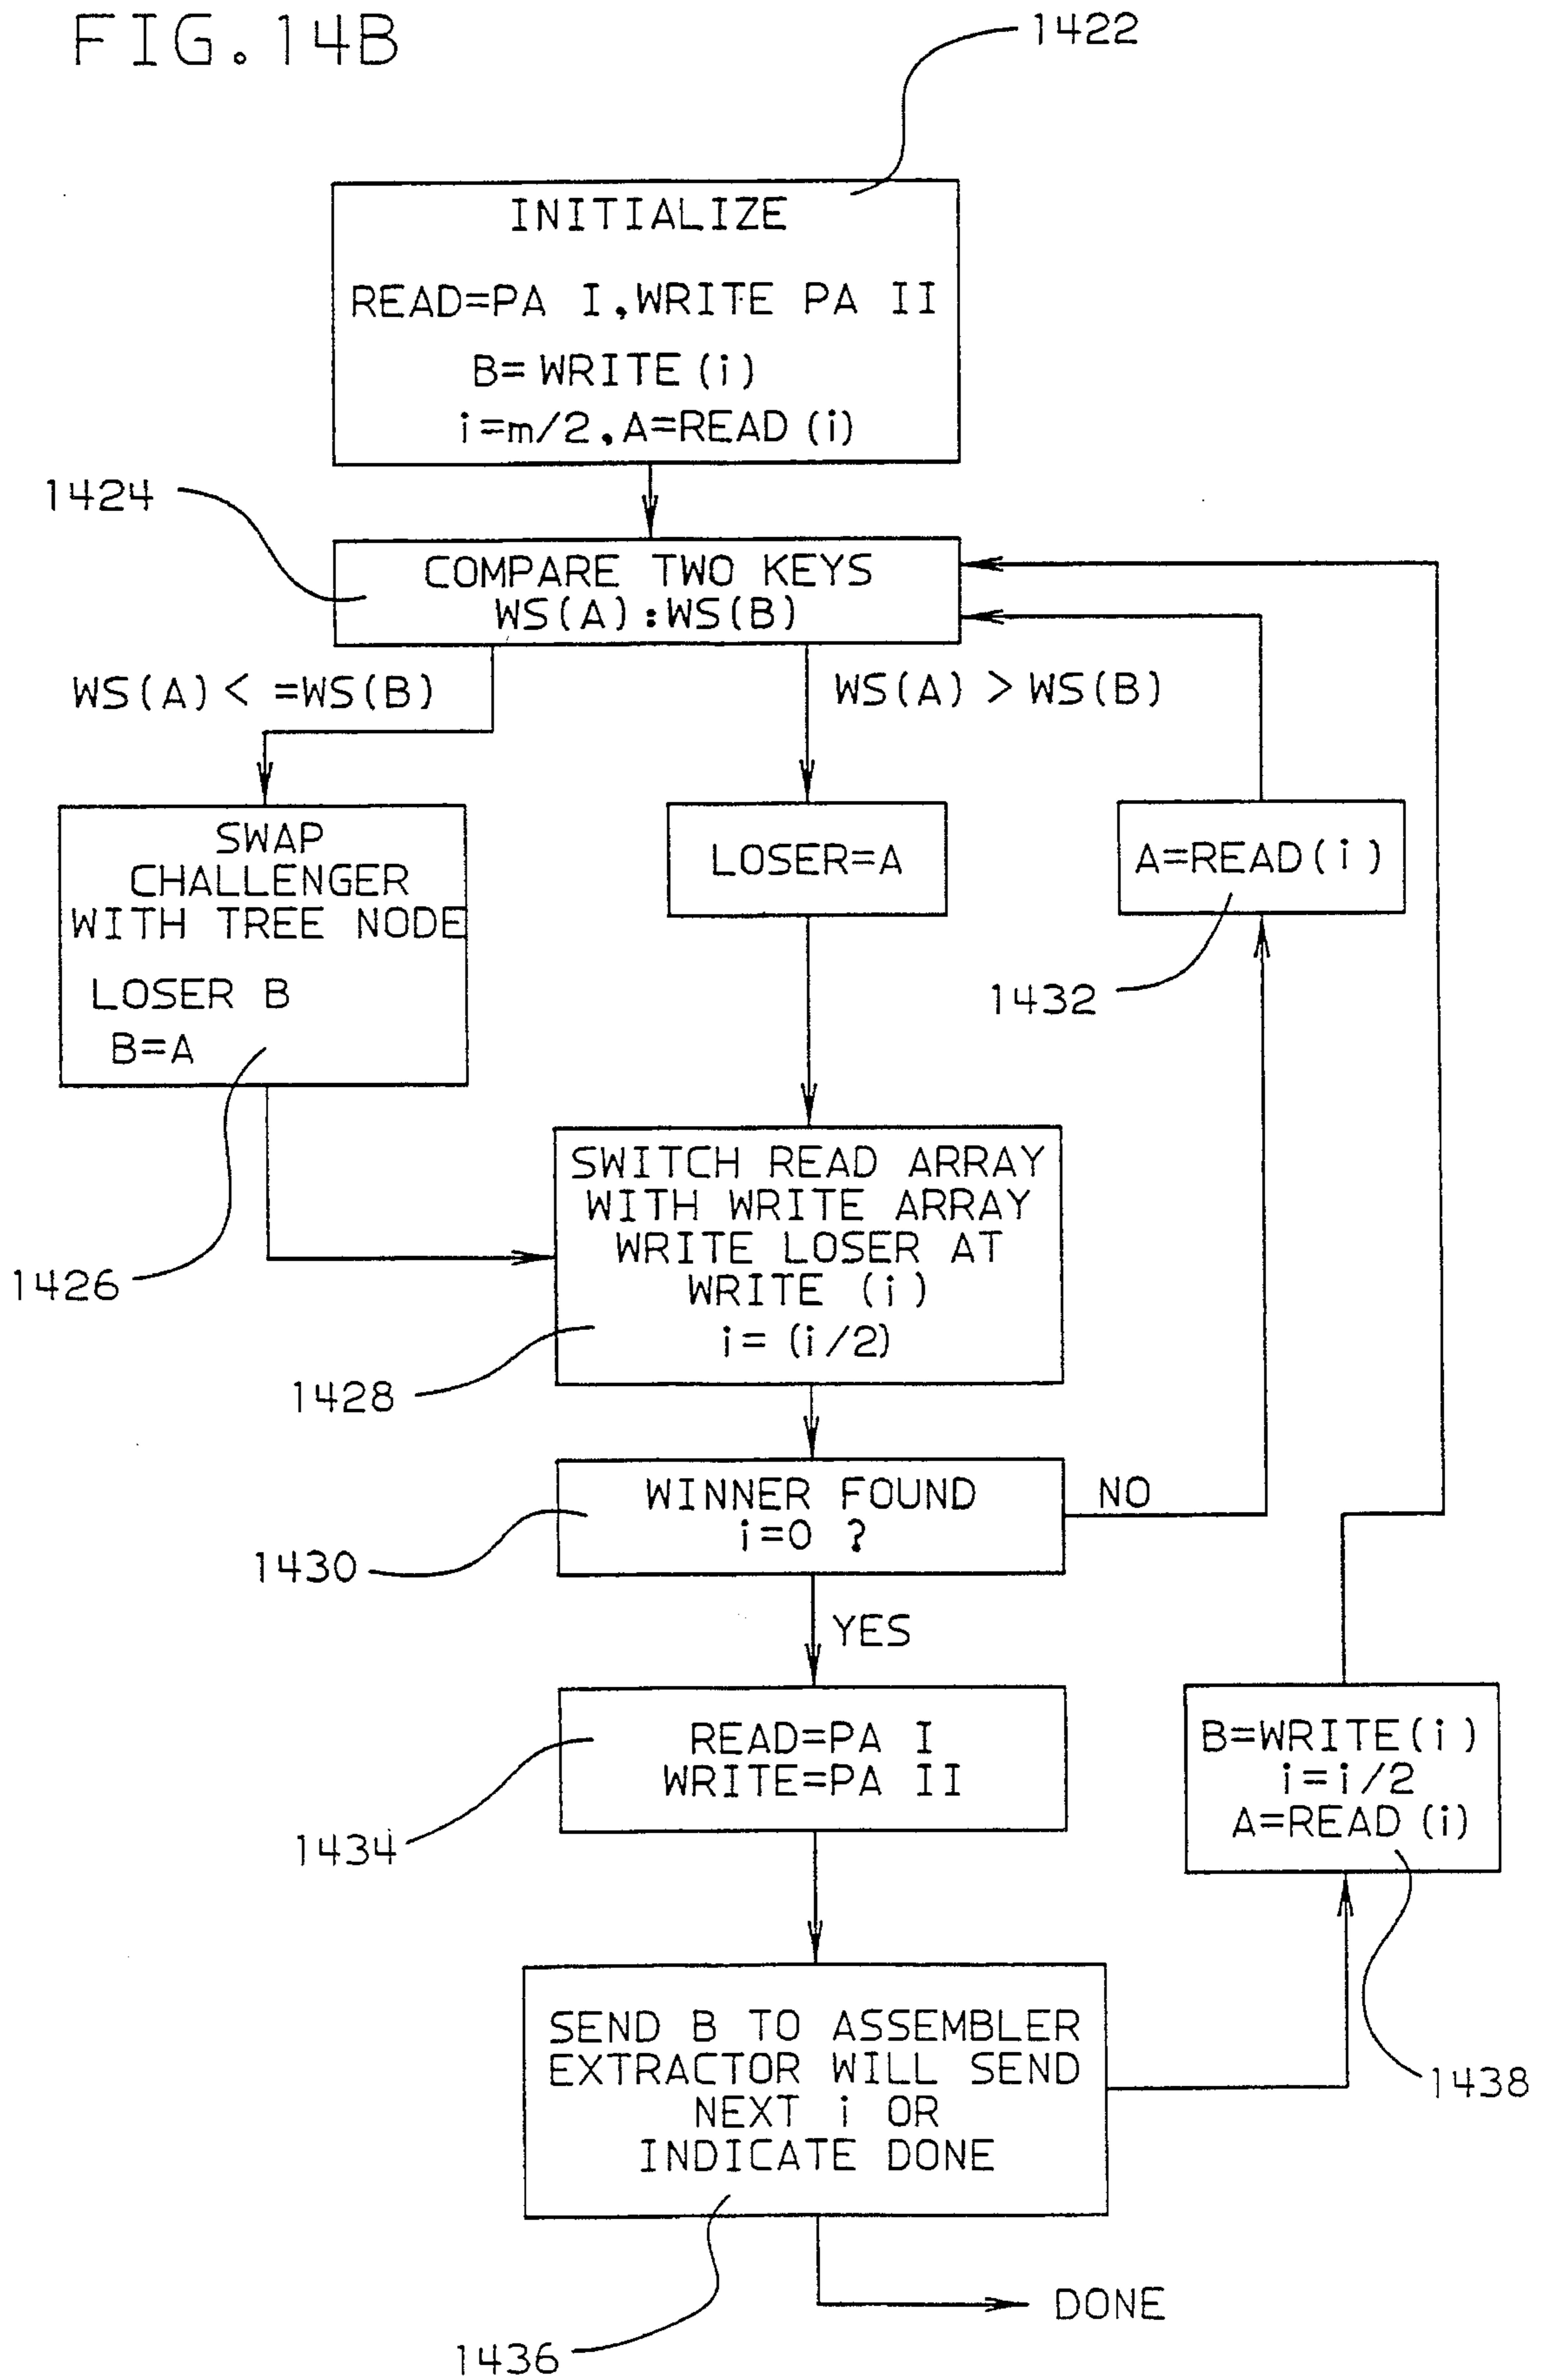 FIG.14B
1422
INITIALIZE
READ=PA I,WRITE PA II
B= WRITE (i)
i=m/2,A=READ (i)
1424
COMPARE TWO KEYS
WS(A):WS(B)
WS(A)< =WS(B)
WS(A) > WS(B)
SWAP
CHALLENGER
WITH TREE NODE
LOSER B
B=A
LOSER=A
A=READ(i)
1432
SWITCH READ ARRAY
WITH WRITE ARRAY
WRITE LOSER AT
WRITE (i)
i= (i/2)
1426
1428
WINNER FOUND
i=0 ?
NO
1430
YES
READ=PA I
WRITE=PA II
1434
B=WRITE(i)
i=i/2
A=READ (i)
1438
SEND B TO ASSEMBLER
EXTRACTOR WILL SEND
NEXT i OR
INDICATE DONE
DONE
1436